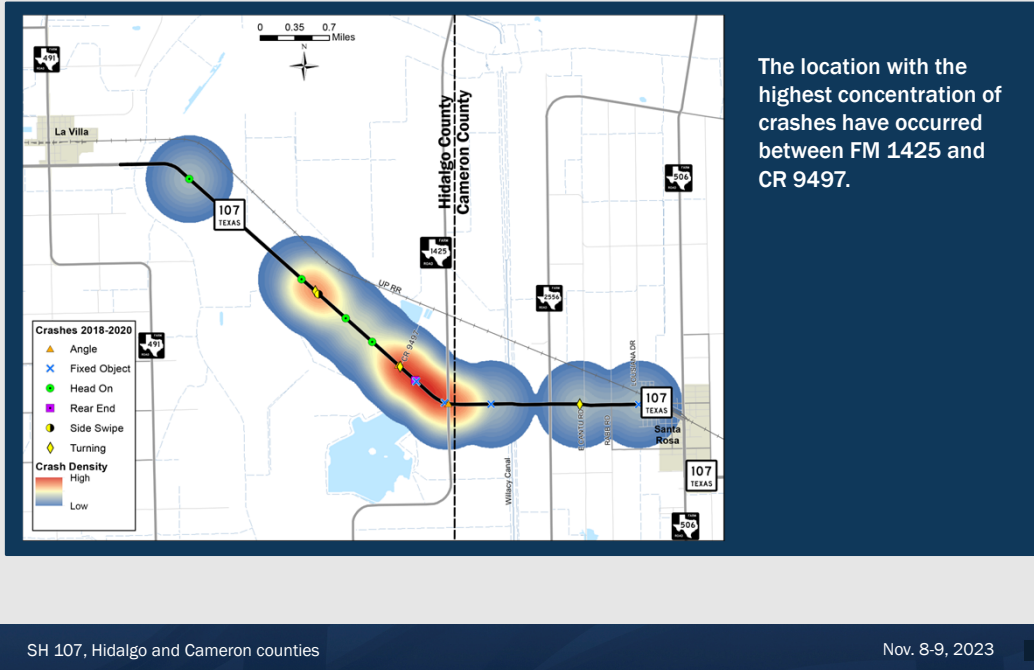 0 0.35 0.7
Miles
N
491
La Villa
107
TEXAS
Hidalgo County
Cameron County
1425
506
UP RR
2556
CR 9497
491
Crashes 2018-2020
Angle
Fixed Object
Head On
Rear End
Side Swipe
Turning
Crash Density
High
Low
107
TEXAS
Santa
Rosa
Willacy Canal
107
TEXAS
506
The location with the
highest concentration of
crashes have occurred
between FM 1425 and
CR 9497.
SH 107, Hidalgo and Cameron counties
Nov. 8-9, 2023